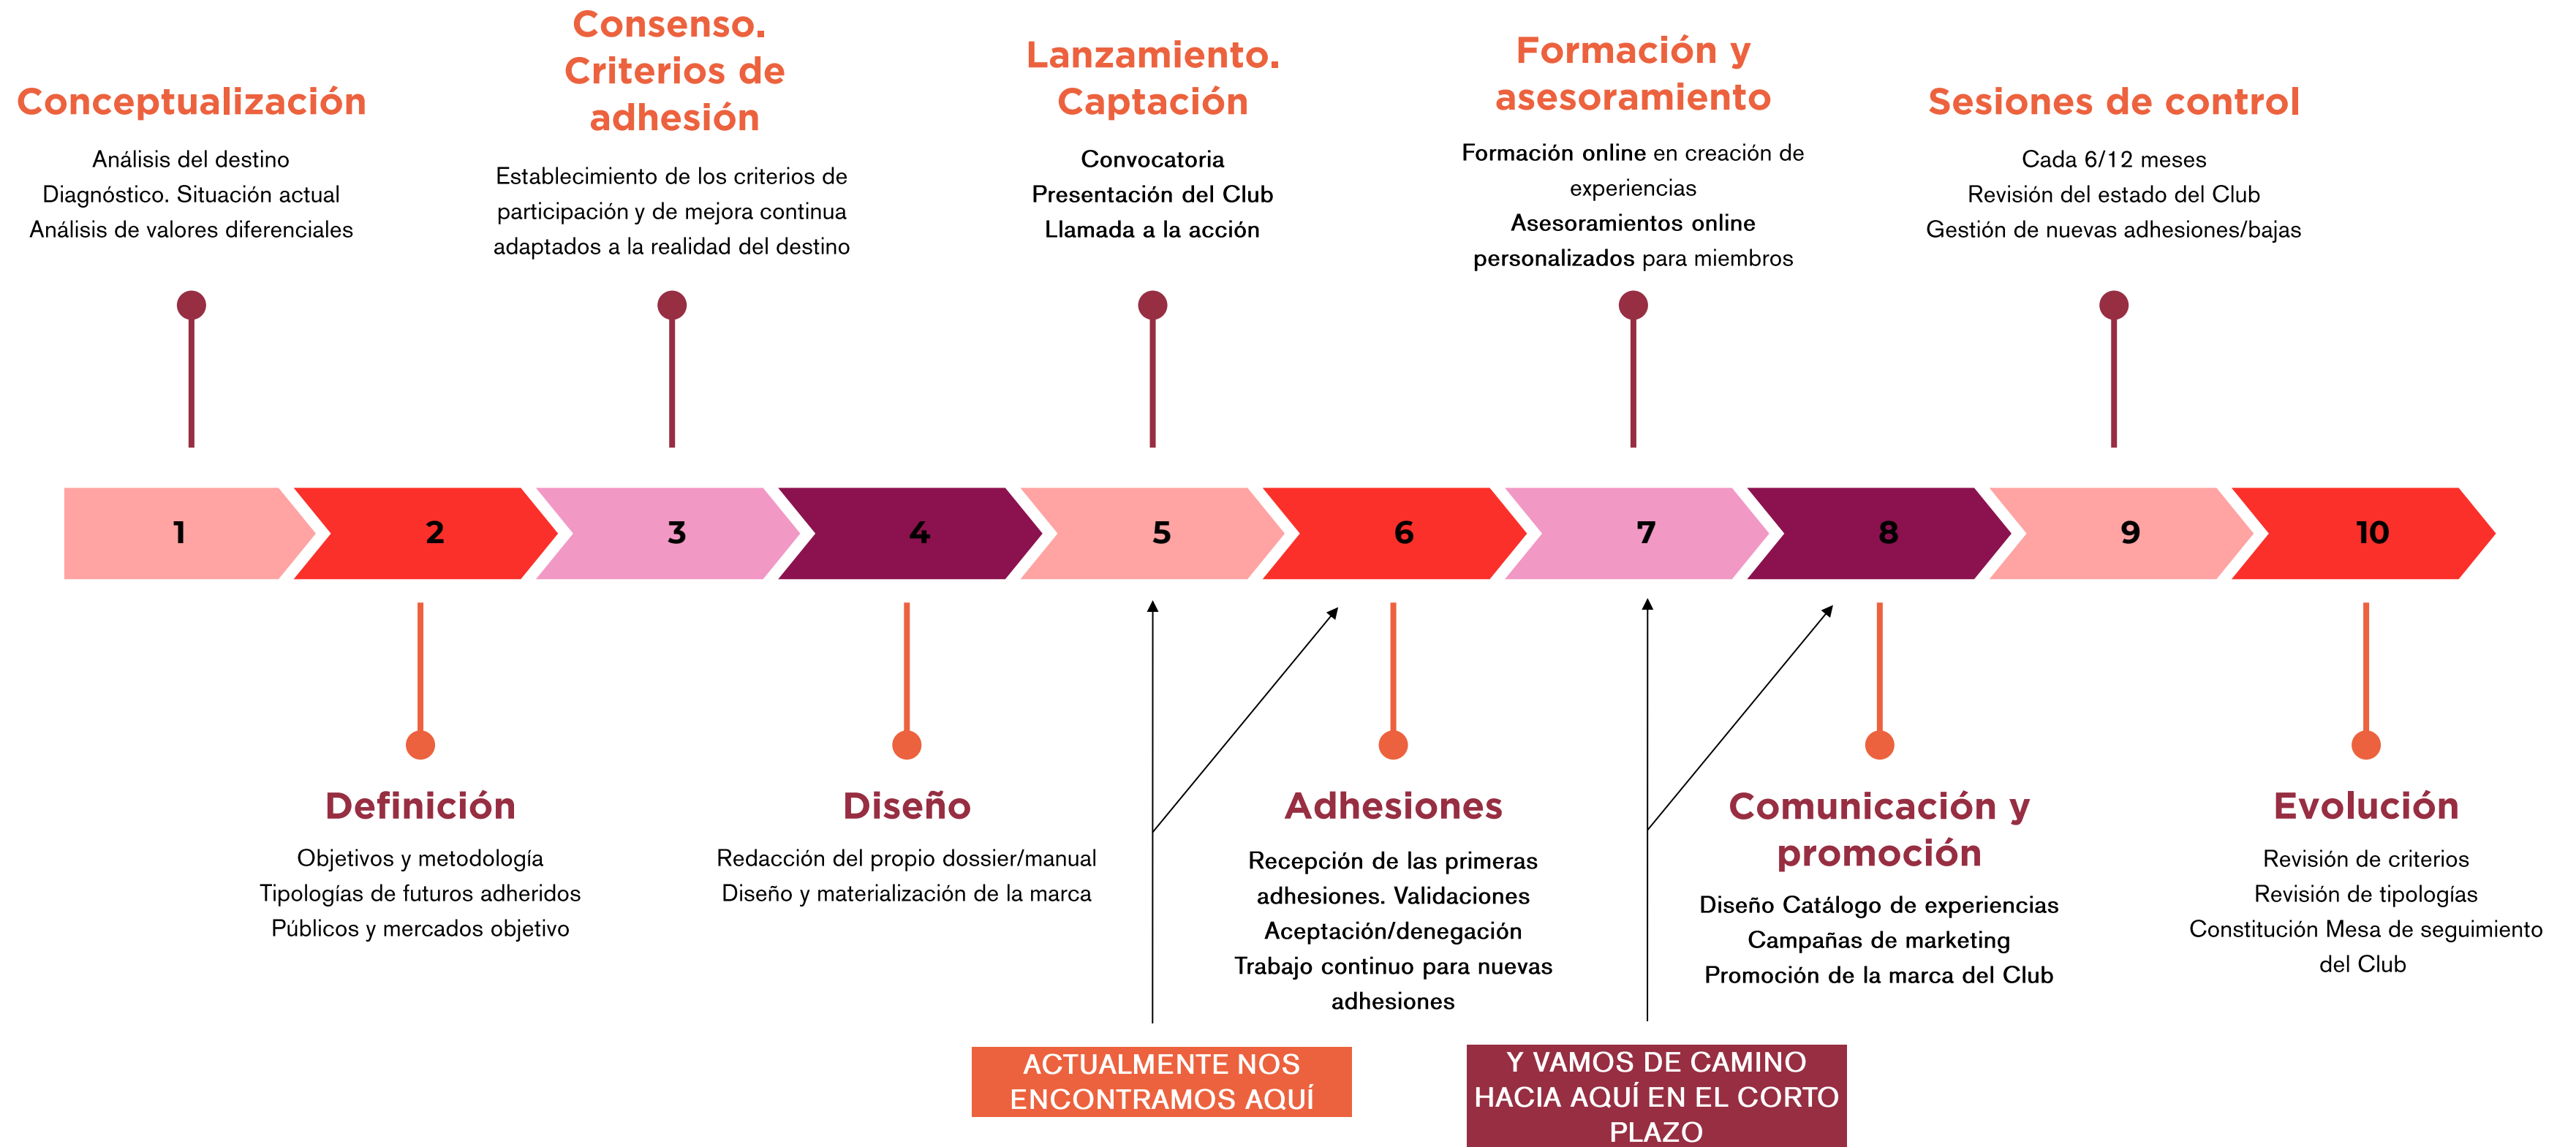 Conceptualización
Análisis del destino
Diagnóstico. Situación actual
Análisis de valores diferenciales
Consenso.
Criterios de
adhesión
Establecimiento de los criterios de
participación y de mejora continua
adaptados a la realidad del destino
Lanzamiento.
Captación
Convocatoria
Presentación del Club
Llamada a la acción
Formación y
asesoramiento
Formación online en creación de
experiencias
Asesoramientos online
personalizados para miembros
Sesiones de control
Cada 6/12 meses
Revisión del estado del Club
Gestión de nuevas adhesiones/bajas
1
2
3
4
5
6
7
8
9
10
Definición
Objetivos y metodología
Tipologías de futuros adheridos
Públicos y mercados objetivo
Diseño
Redacción del propio dossier/manual
Diseño y materialización de la marca
Adhesiones
Recepción de las primeras
adhesiones. Validaciones
Aceptación/denegación
Trabajo continuo para nuevas
adhesiones
Comunicación y
promoción
Diseño Catálogo de experiencias
Campañas de marketing
Promoción de la marca del Club
Evolución
Revisión de criterios
Revisión de tipologías
Constitución Mesa de seguimiento
del Club
ACTUALMENTE NOS
ENCONTRAMOS AQUÍ
Y VAMOS DE CAMINO
HACIA AQUÍ EN EL CORTO
PLAZO